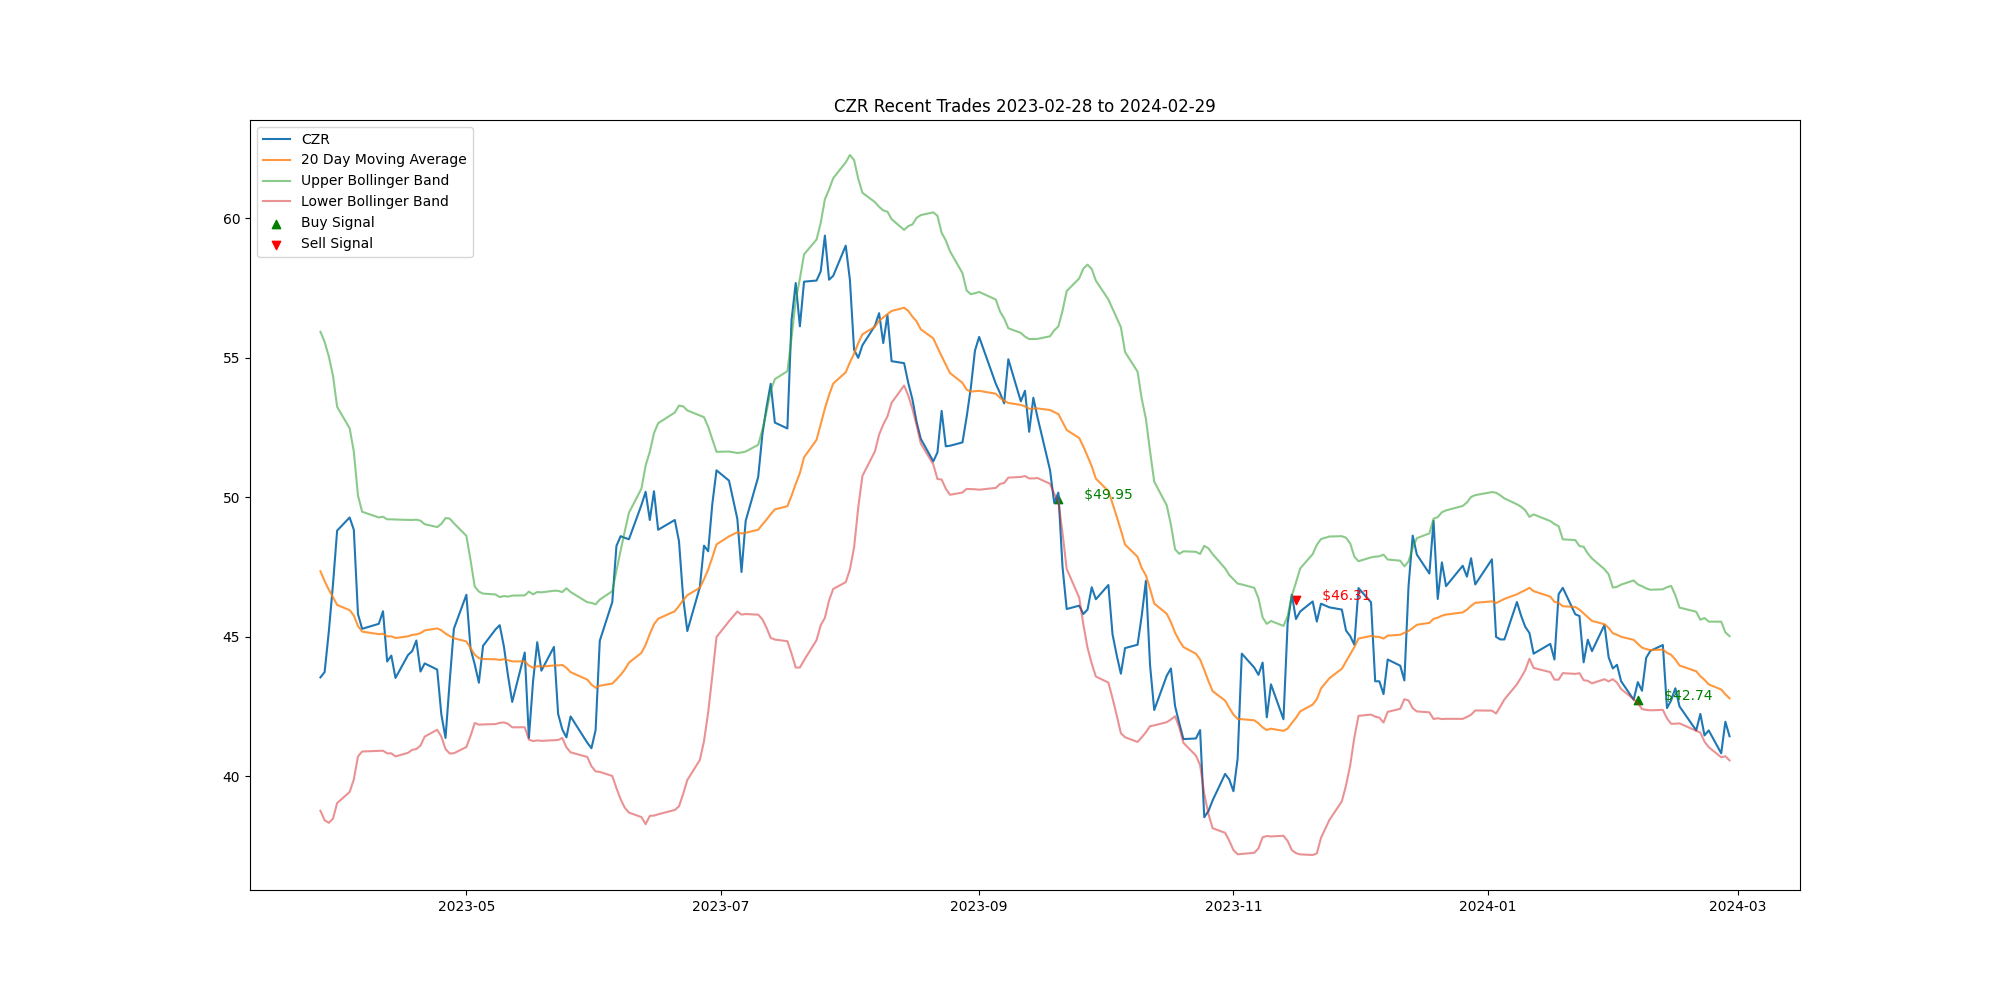 CZR Recent Trades 2023-02-28 to 2024-02-29
CZR
20 Day Moving Average
Upper Bollinger Band
Lower Bollinger Band
Buy Signal
Sell Signal
60
55
50
45
40
$49.95
$46.31
$42.74
2023-05
2023-07
2023-09
2023-11
2024-01
2024-03